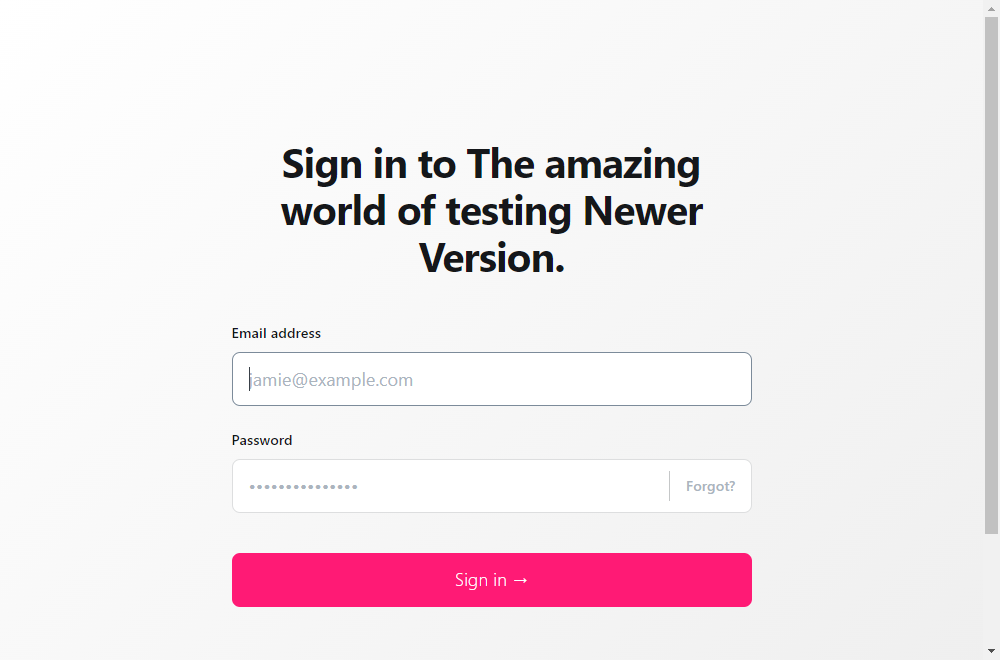 Sign in to The amazing
world of testing Newer
Version.
Email address
jamie@example.com
Password
•••••••••••••••
Forgot?
Sign in →